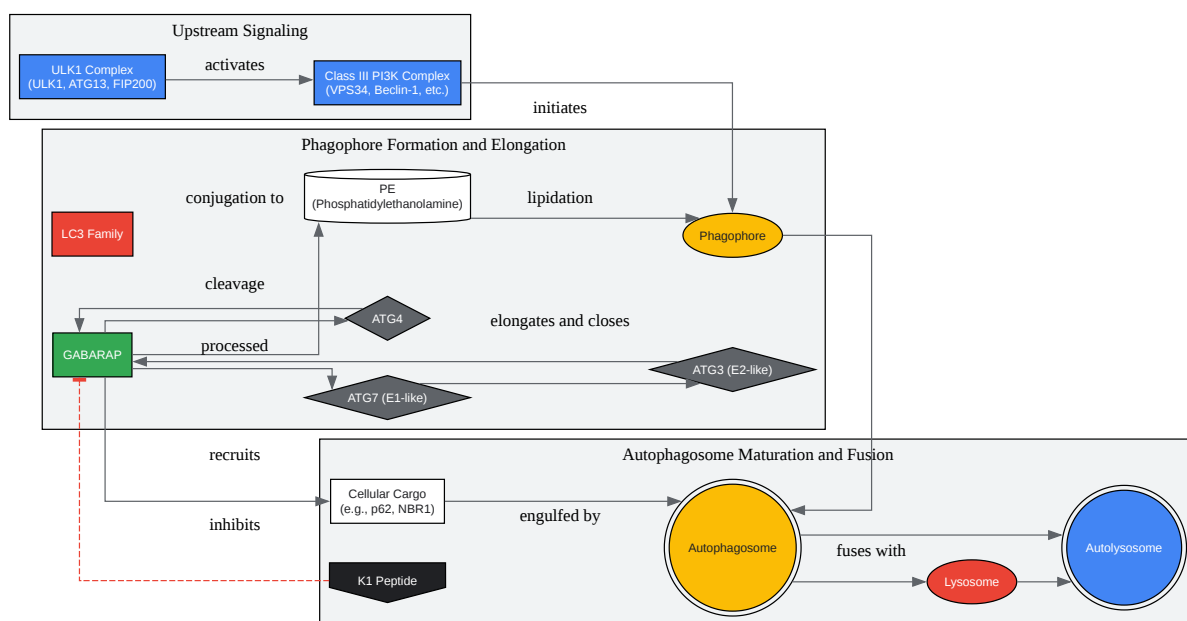 Upstream Signaling
ULK1 Complex
(ULK1, ATG13, FIP200)
activates
Class III PI3K Complex
(VPS34, Beclin-1, etc.)
initiates
Phagophore Formation and Elongation
conjugation to
PE
(Phosphatidylethanolamine)
lipidation
LC3 Family
Phagophore
cleavage
ATG4
elongates and closes
GABARAP
processed
ATG3 (E2-like)
ATG7 (E1-like)
recruits
Autophagosome Maturation and Fusion
Cellular Cargo
(e.g., p62, NBR1)
engulfed by
inhibits
Autophagosome
fuses with
Autolysosome
K1 Peptide
Lysosome